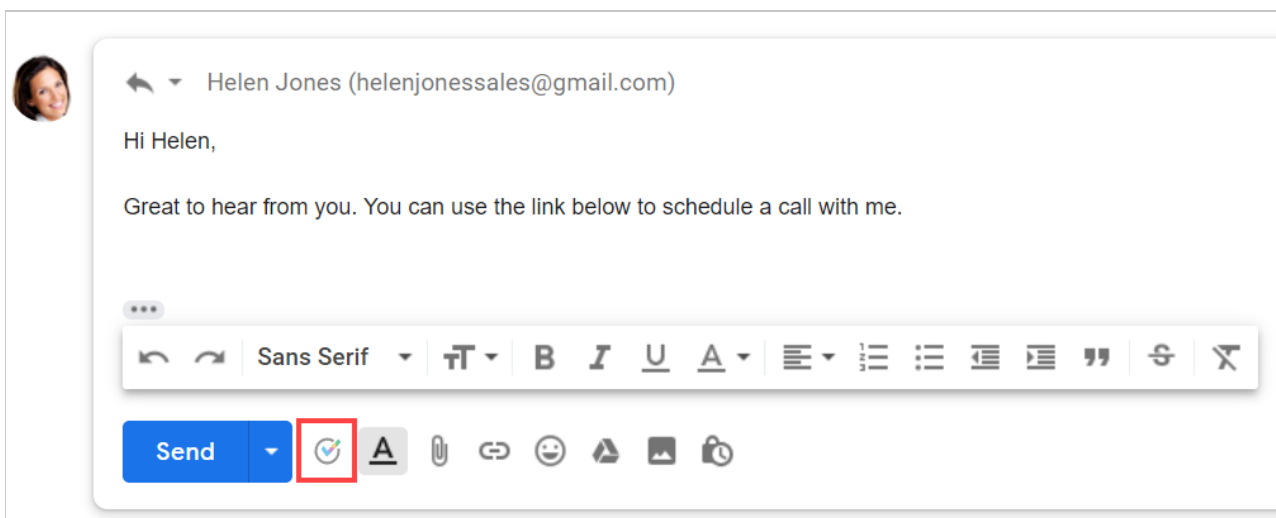 Helen Jones (helenjonessales@gmail.com)
Hi Helen,
Great to hear from you. You can use the link below to schedule a call with me.
Sans Serif
Send